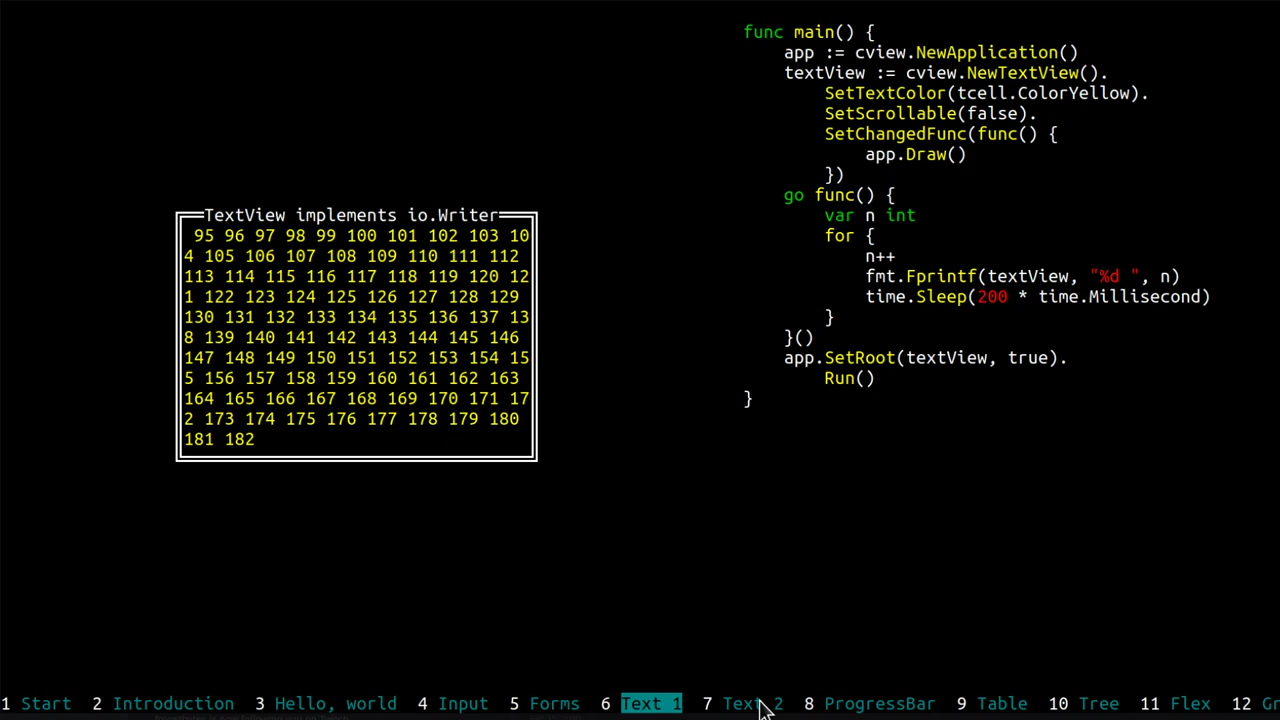 TextView implements io.Writer
95 96 97 98 99 100 101 102 103 10
4 105 106 107 108 109 110 111 112
113 114 115 116 117 118 119 120 12
1 122 123 124 125 126 127 128 129
130 131 132 133 134 135 136 137 13
8 139 140 141 142 143 144 145 146
147 148 149 150 151 152 153 154 15
5 156 157 158 159 160 161 162 163
164 165 166 167 168 169 170 171 17
2 173 174 175 176 177 178 179 180
181 182
func main() {
    app := cview.NewApplication()
    textView := cview.NewTextView().
        SetTextColor(tcell.ColorYellow).
        SetScrollable(false).
        SetChangedFunc(func() {
            app.Draw()
        })
    go func() {
        var n int
        for {
            n++
            fmt.Fprintf(textView, "%d ", n)
            time.Sleep(200 * time.Millisecond)
        }
    }()
    app.SetRoot(textView, true).
        Run()
}
1 Start 2 Introduction 3 Hello, world 4 Input 5 Forms 6 Text 1 7 Text 2 8 ProgressBar 9 Table 10 Tree 11 Flex 12 Gr